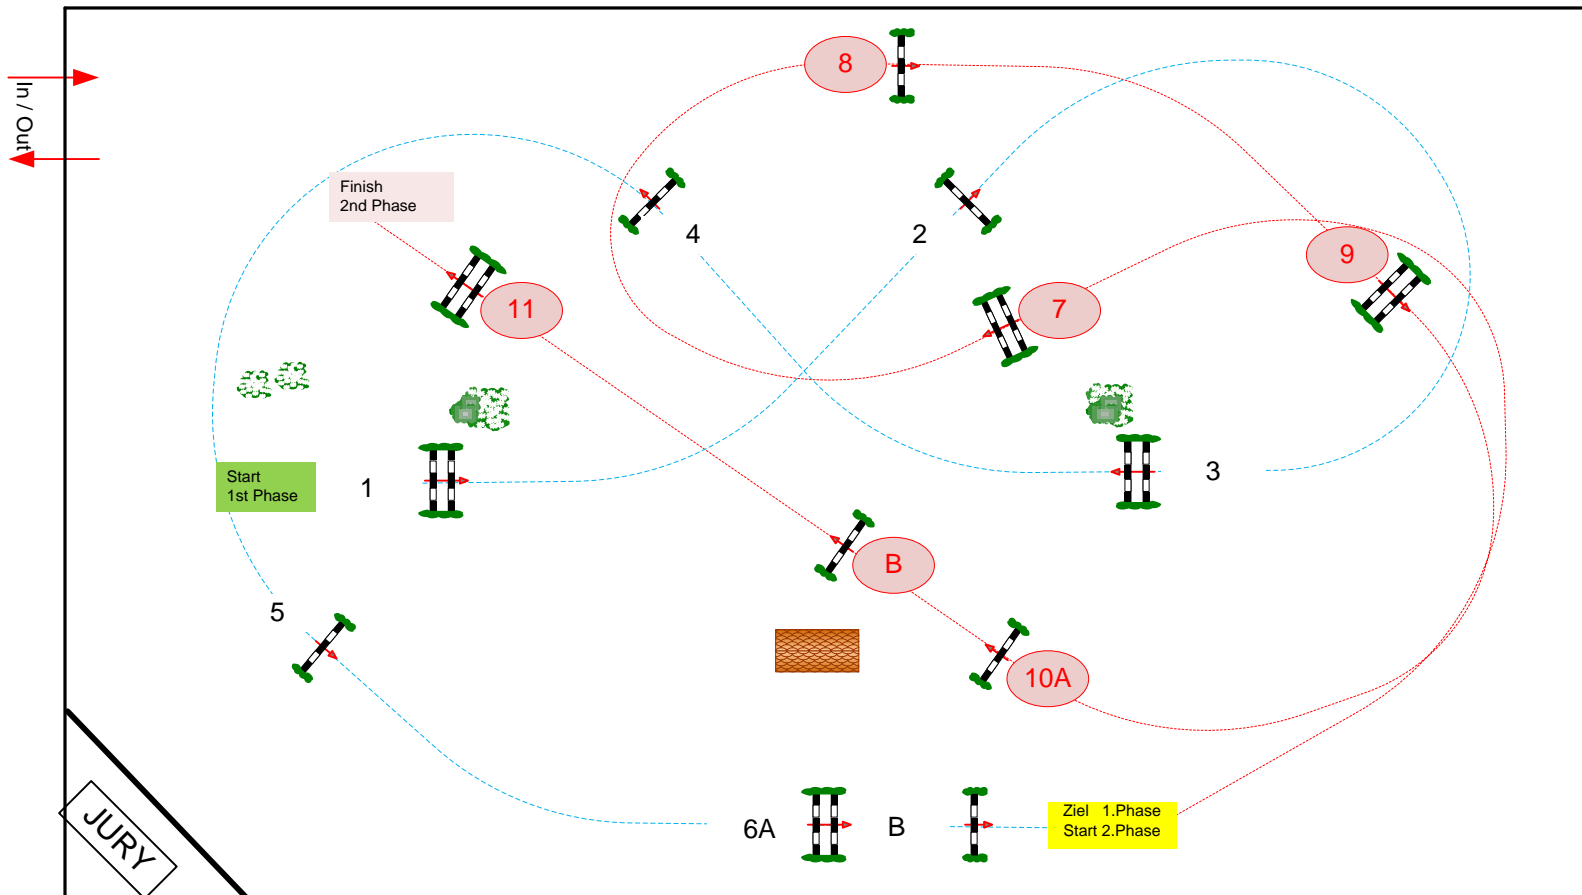 In / Out
8
Finish
2nd Phase
4
2
9
11
7
Start
1st Phase
1
3
B
5
10A
6A
B
Ziel 1.Phase
Start 2.Phase
JURY